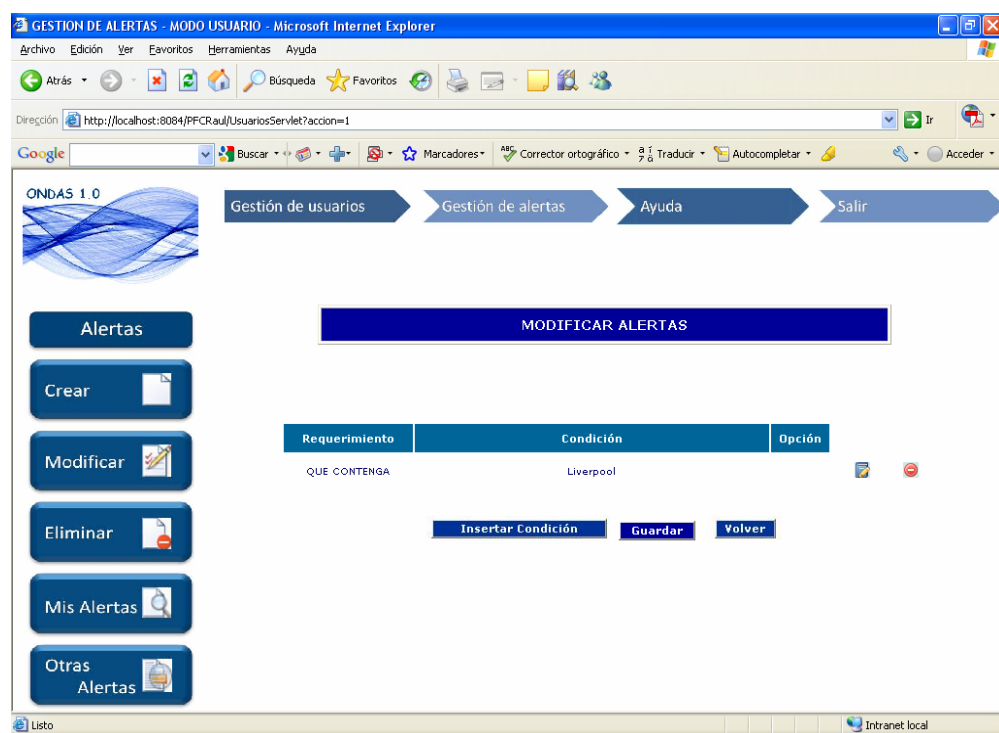 GESTION DE ALERTAS - MODO USUARIO - Microsoft Internet Explorer
Archivo Edición Ver Favoritos Herramientas Ayuda
Atrás Búsqueda Favoritos
Dirección http://localhost:8084/PFCRaul/UsuariosServlet?accion=1 Ir
Google Buscar Marcadores ABC Corrector ortográfico Traducir Autocompletar Acceder
ONDAS 1.0
Gestión de usuarios Gestión de alertas Ayuda Salir
MODIFICAR ALERTAS
Alertas
Crear
Modificar
Eliminar
Mis Alertas
Otras
Alertas
Requerimiento Condición Opción
QUE CONTENGA Liverpool
Insertar Condición Guardar Volver
Listo Intranet local